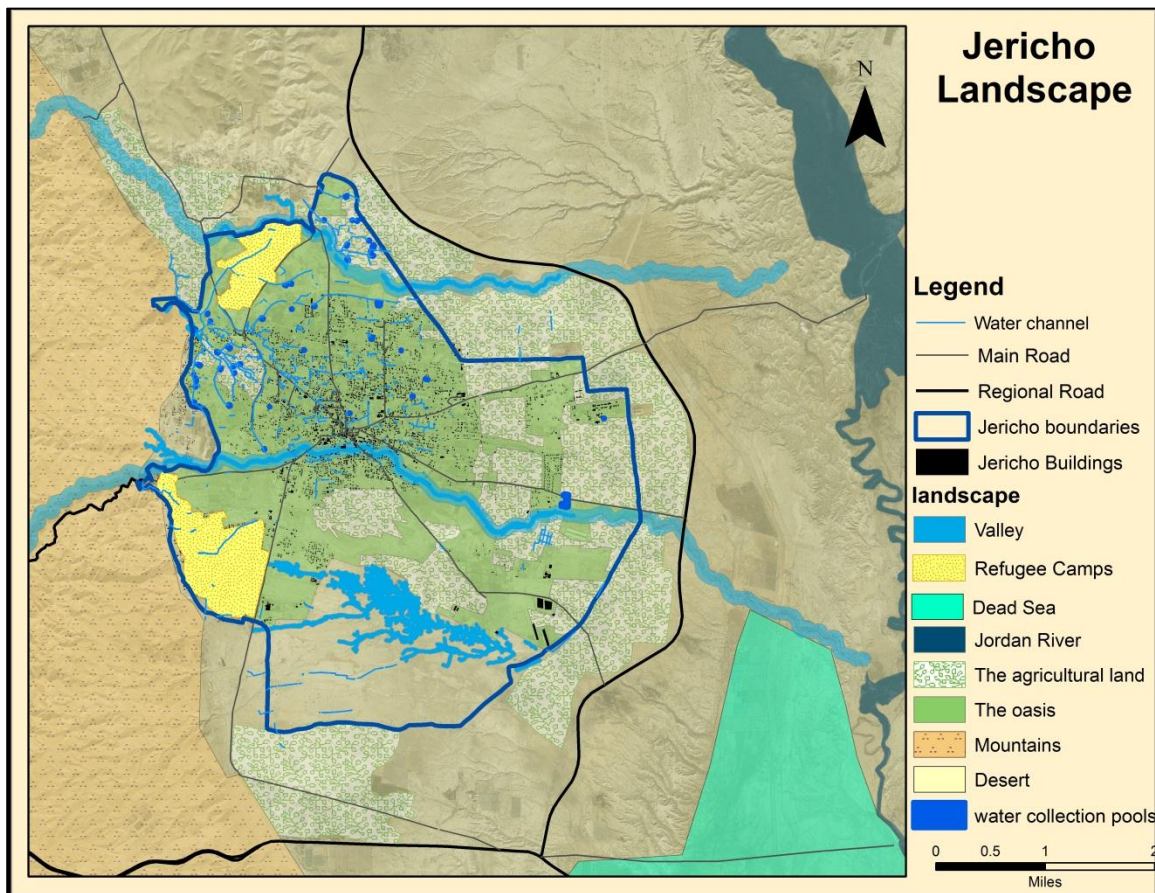 Jericho
Landscape
N
Legend
Water channel
Main Road
Regional Road
Jericho boundaries
Jericho Buildings
landscape
Valley
Refugee Camps
Dead Sea
Jordan River
The agricultural land
The oasis
Mountains
Desert
water collection pools
0 0.5 1 2
Miles